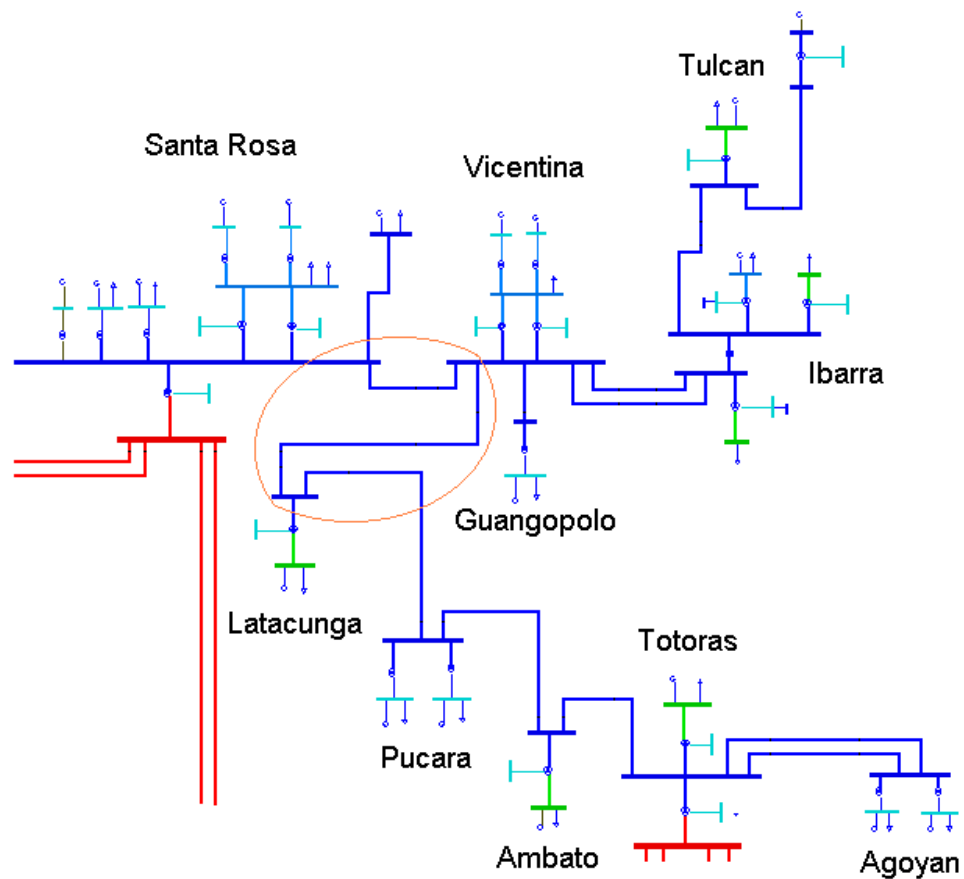 Tulcan
Santa Rosa
Vicentina
Ibarra
Guangopolo
Latacunga
Totoras
Pucara
Ambato
Agoyan